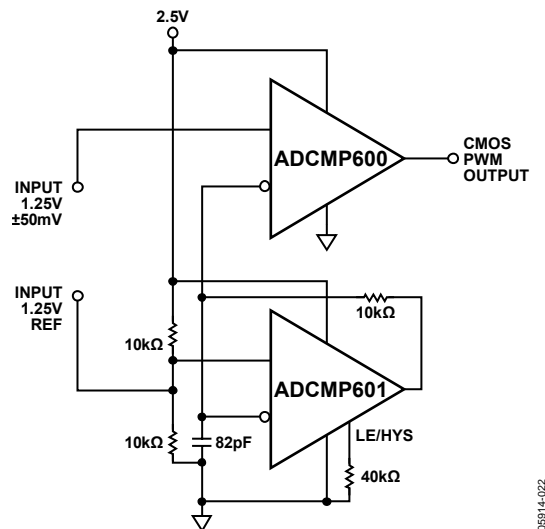 2.5V
ADCMP600
CMOS
PWM
OUTPUT
INPUT
1.25V
±50mV
INPUT
1.25V
REF
10kΩ
10kΩ
ADCMP601
10kΩ
82pF
LE/HYS
40kΩ
05914-022